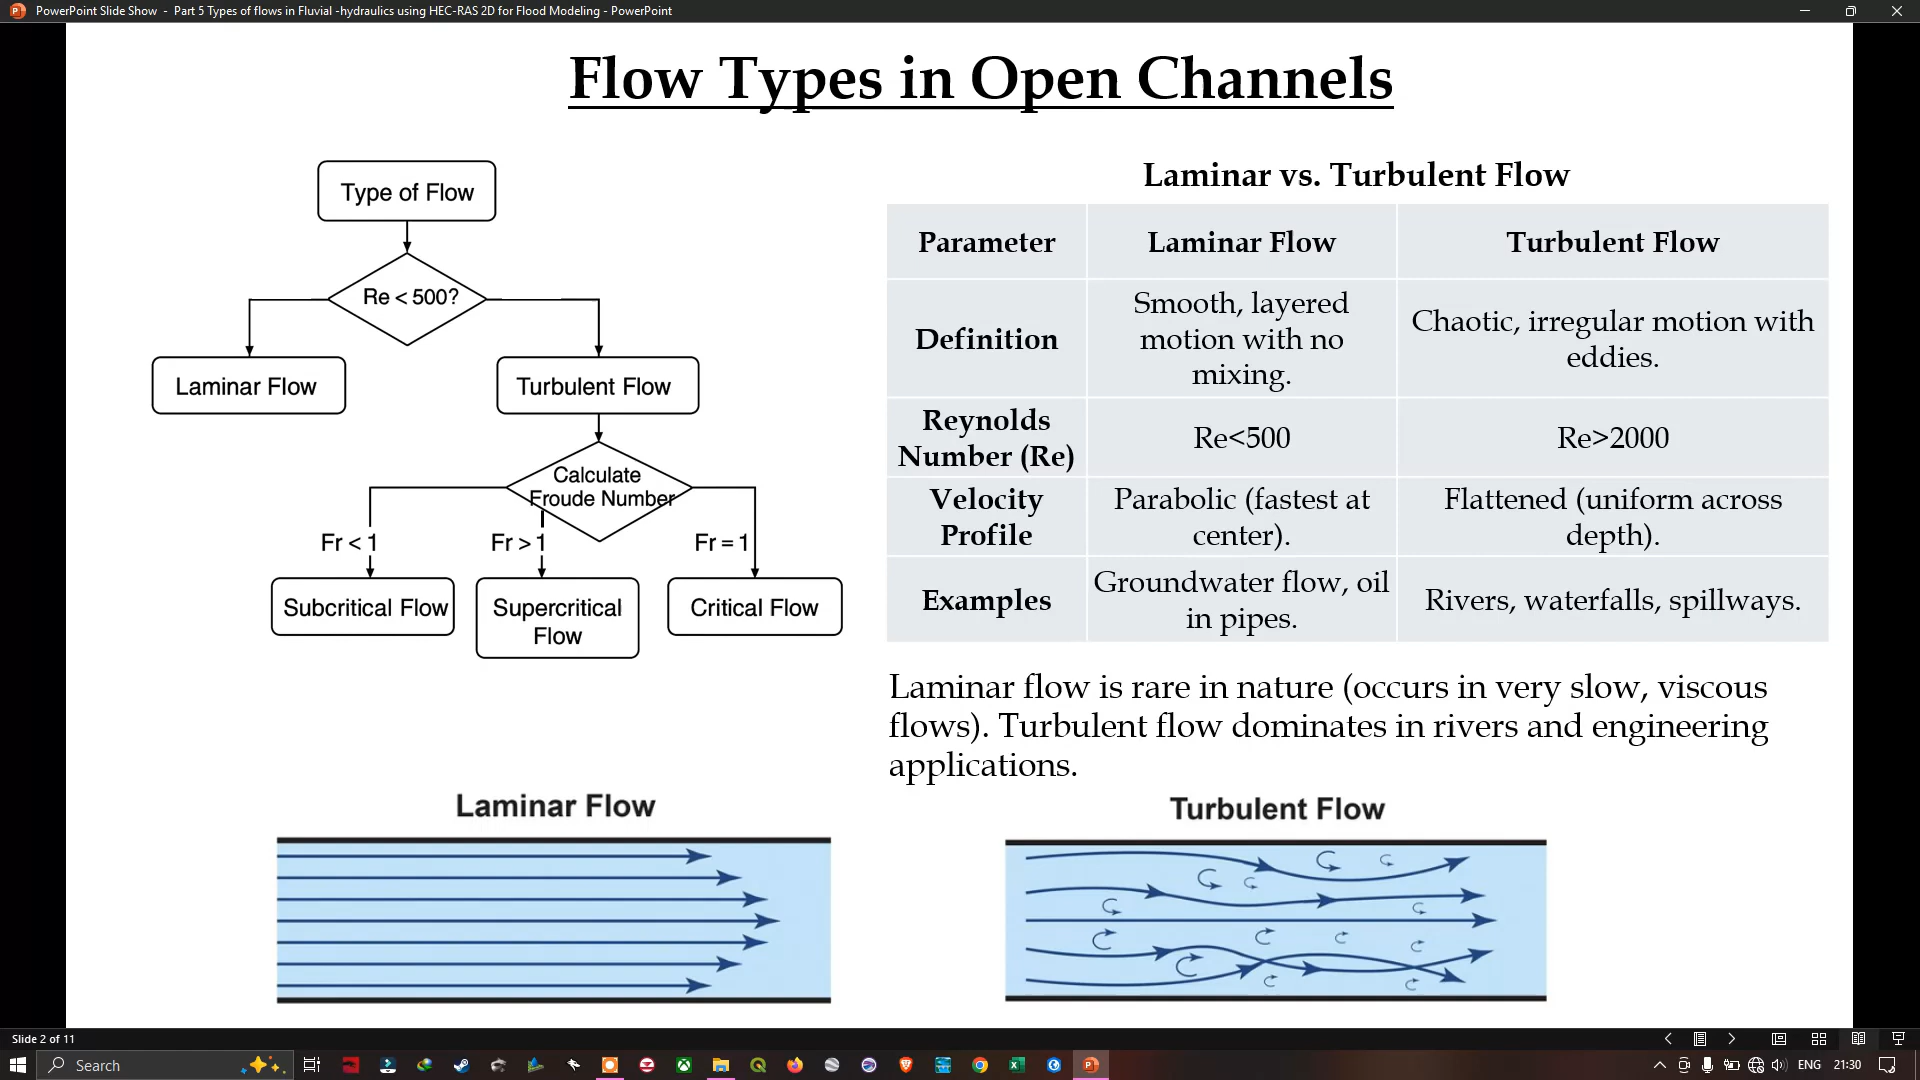 PowerPoint Slide Show - Part 5 Types of flows in Fluvial -hydraulics using HEC-RAS 2D for Flood Modeling - PowerPoint
Flow Types in Open Channels
Type of Flow
Re < 500?
Laminar Flow
Turbulent Flow
Calculate
Froude Number
Fr < 1
Fr > 1
Fr = 1
Subcritical Flow
Supercritical
Flow
Critical Flow
Laminar vs. Turbulent Flow
Parameter
Laminar Flow
Turbulent Flow
Definition
Smooth, layered
motion with no
mixing.
Chaotic, irregular motion with
eddies.
Reynolds
Number (Re)
Re<500
Re>2000
Velocity
Profile
Parabolic (fastest at
center).
Flattened (uniform across
depth).
Examples
Groundwater flow, oil
in pipes.
Rivers, waterfalls, spillways.
Laminar flow is rare in nature (occurs in very slow, viscous
flows). Turbulent flow dominates in rivers and engineering
applications.
Laminar Flow
Turbulent Flow
Slide 2 of 11
Search
ENG
21:30